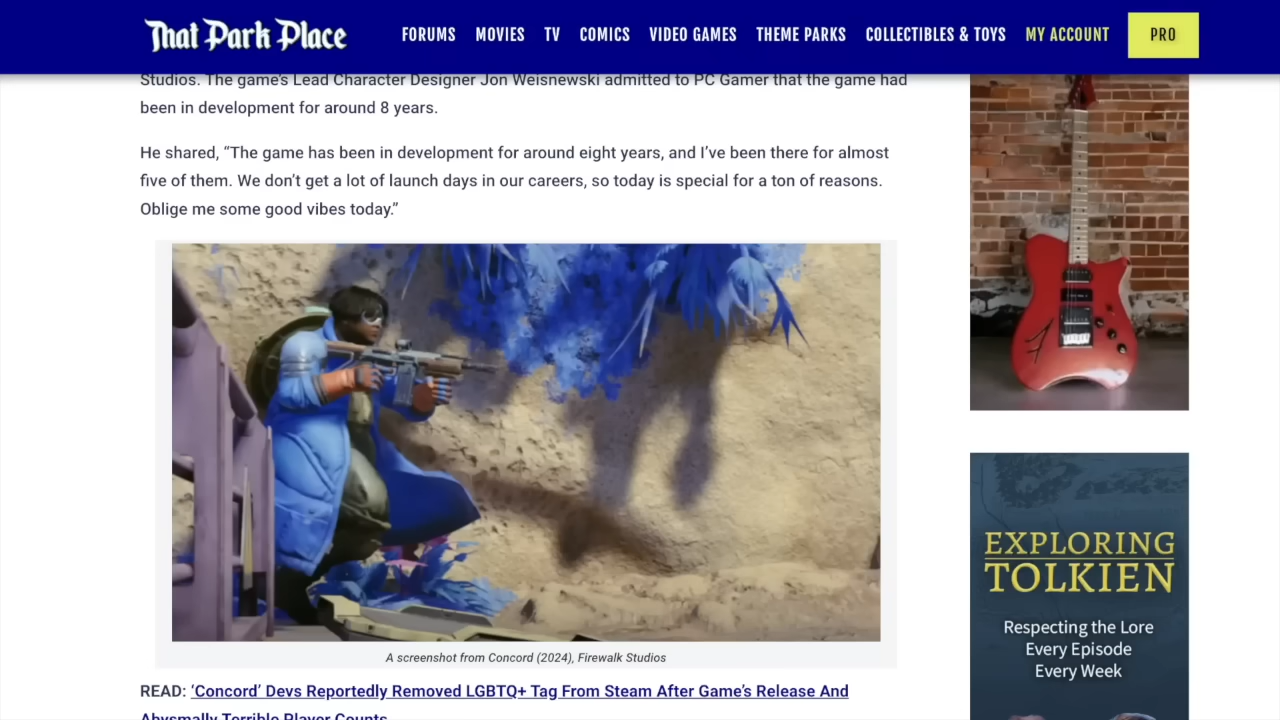 That Park Place
FORUMS MOVIES TV COMICS VIDEO GAMES THEME PARKS COLLECTIBLES & TOYS MY ACCOUNT PRO
Studios. The game's Lead Character Designer Jon Weisnewski admitted to PC Gamer that the game had
been in development for around 8 years.
He shared, “The game has been in development for around eight years, and I’ve been there for almost
five of them. We don’t get a lot of launch days in our careers, so today is special for a ton of reasons.
Oblige me some good vibes today.”
A screenshot from Concord (2024), Firewalk Studios
READ: ‘Concord’ Devs Reportedly Removed LGBTQ+ Tag From Steam After Game’s Release And
Abysmally Terrible Player Counts
EXPLORING
TOLKIEN
Respecting the Lore
Every Episode
Every Week